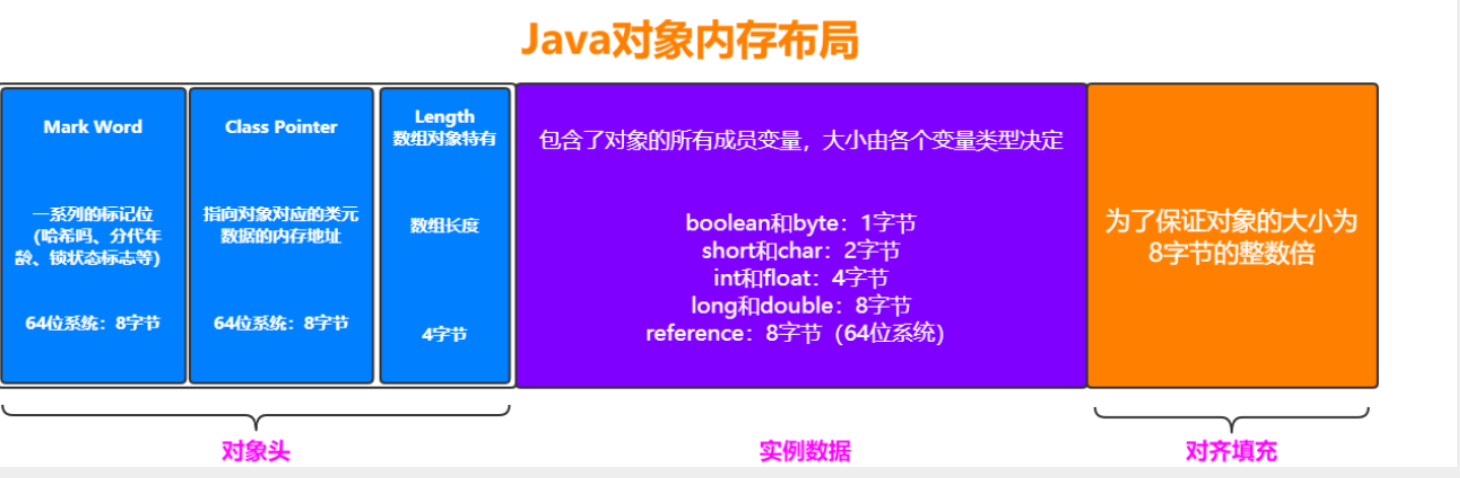 Java对象内存布局
Mark Word
一系列的标记位
(哈希吗、分代年
龄、锁状态标志等)
64位系统：8字节
Class Pointer
指向对象对应的类元
数据的内存地址
64位系统：8字节
Length
数组对象特有
数组长度
4字节
包含了对象的所有成员变量，大小由各个变量类型决定
boolean和byte：1字节
short和char：2字节
int和float：4字节
long和double：8字节
reference：8字节（64位系统）
为了保证对象的大小为
8字节的整数倍
对象头
实例数据
对齐填充